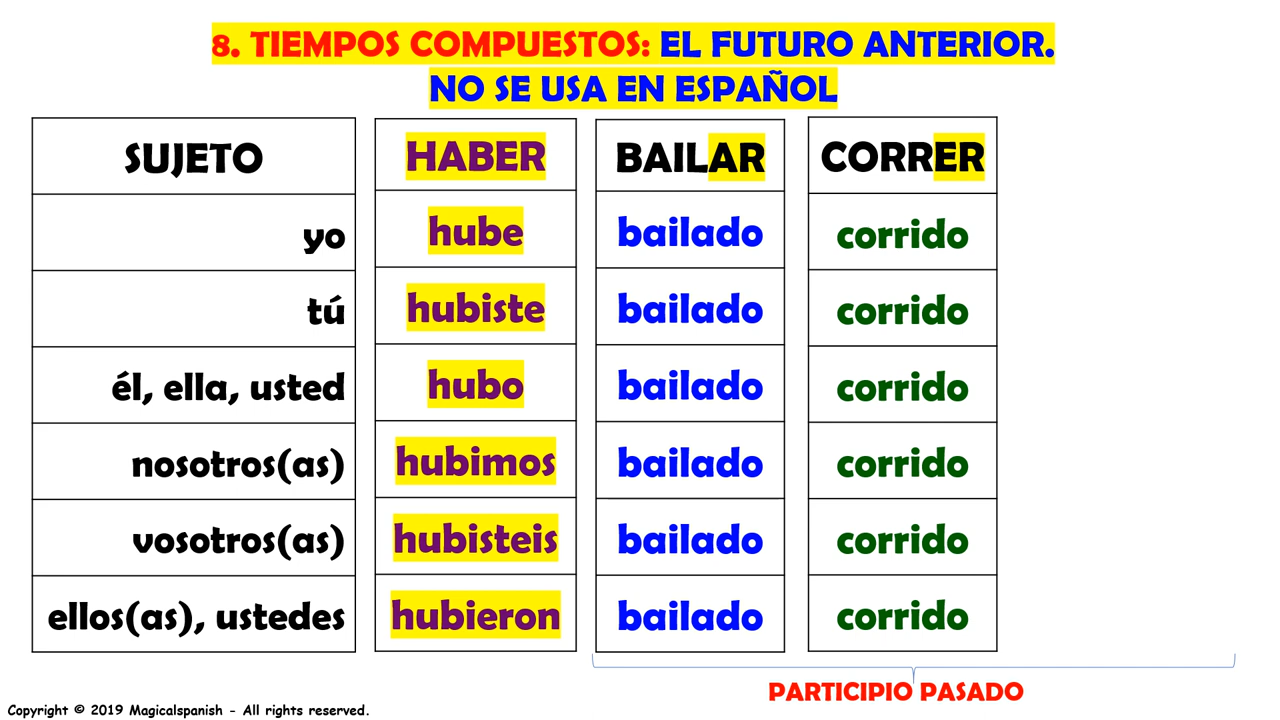 8. TIEMPOS COMPUESTOS: EL FUTURO ANTERIOR.
NO SE USA EN ESPAÑOL
SUJETO HABER BAILAR CORRER
yo hube bailado corrido
tú hubiste bailado corrido
él, ella, usted hubo bailado corrido
nosotros(as) hubimos bailado corrido
vosotros(as) hubisteis bailado corrido
ellos(as), ustedes hubieron bailado corrido
PARTICIPIO PASADO
Copyright © 2019 Magicalspanish - All rights reserved.